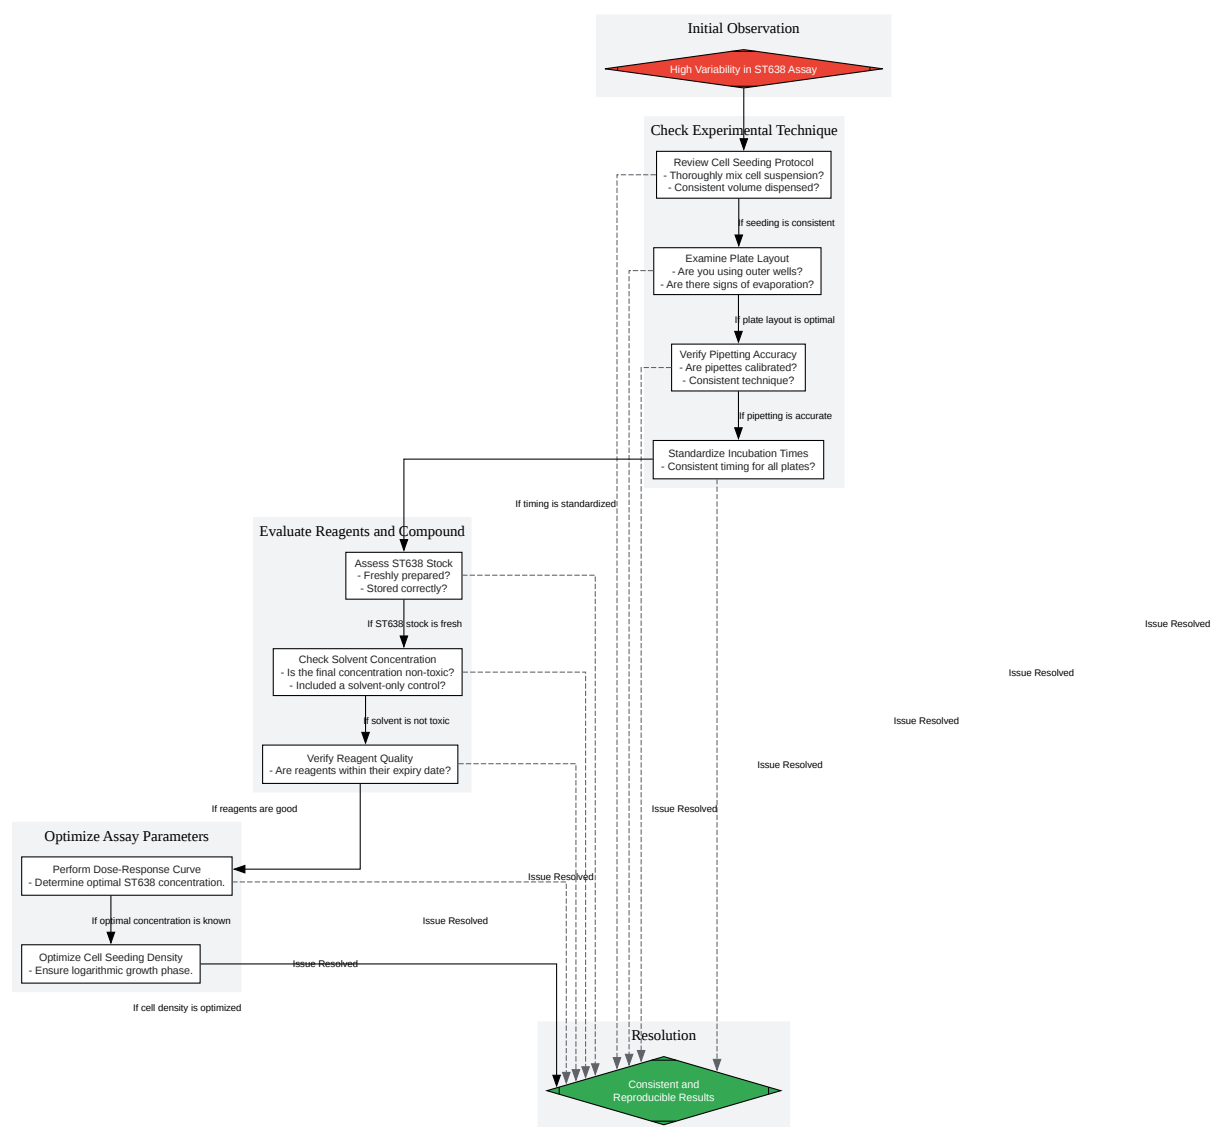 Initial Observation
High Variability in ST638 Assay
Check Experimental Technique
Review Cell Seeding Protocol
- Thoroughly mix cell suspension?
- Consistent volume dispensed?
If seeding is consistent
Examine Plate Layout
- Are you using outer wells?
- Are there signs of evaporation?
If plate layout is optimal
Verify Pipetting Accuracy
- Are pipettes calibrated?
- Consistent technique?
If pipetting is accurate
Standardize Incubation Times
- Consistent timing for all plates?
If timing is standardized
Evaluate Reagents and Compound
Assess ST638 Stock
- Freshly prepared?
- Stored correctly?
If ST638 stock is fresh
Issue Resolved
Check Solvent Concentration
- Is the final concentration non-toxic?
- Included a solvent-only control?
Issue Resolved
If solvent is not toxic
Issue Resolved
Verify Reagent Quality
- Are reagents within their expiry date?
Issue Resolved
If reagents are good
Issue Resolved
Optimize Assay Parameters
Perform Dose-Response Curve
- Determine optimal ST638 concentration.
Issue Resolved
If optimal concentration is known
Issue Resolved
Optimize Cell Seeding Density
- Ensure logarithmic growth phase.
Issue Resolved
If cell density is optimized
Resolution
Consistent and
Reproducible Results